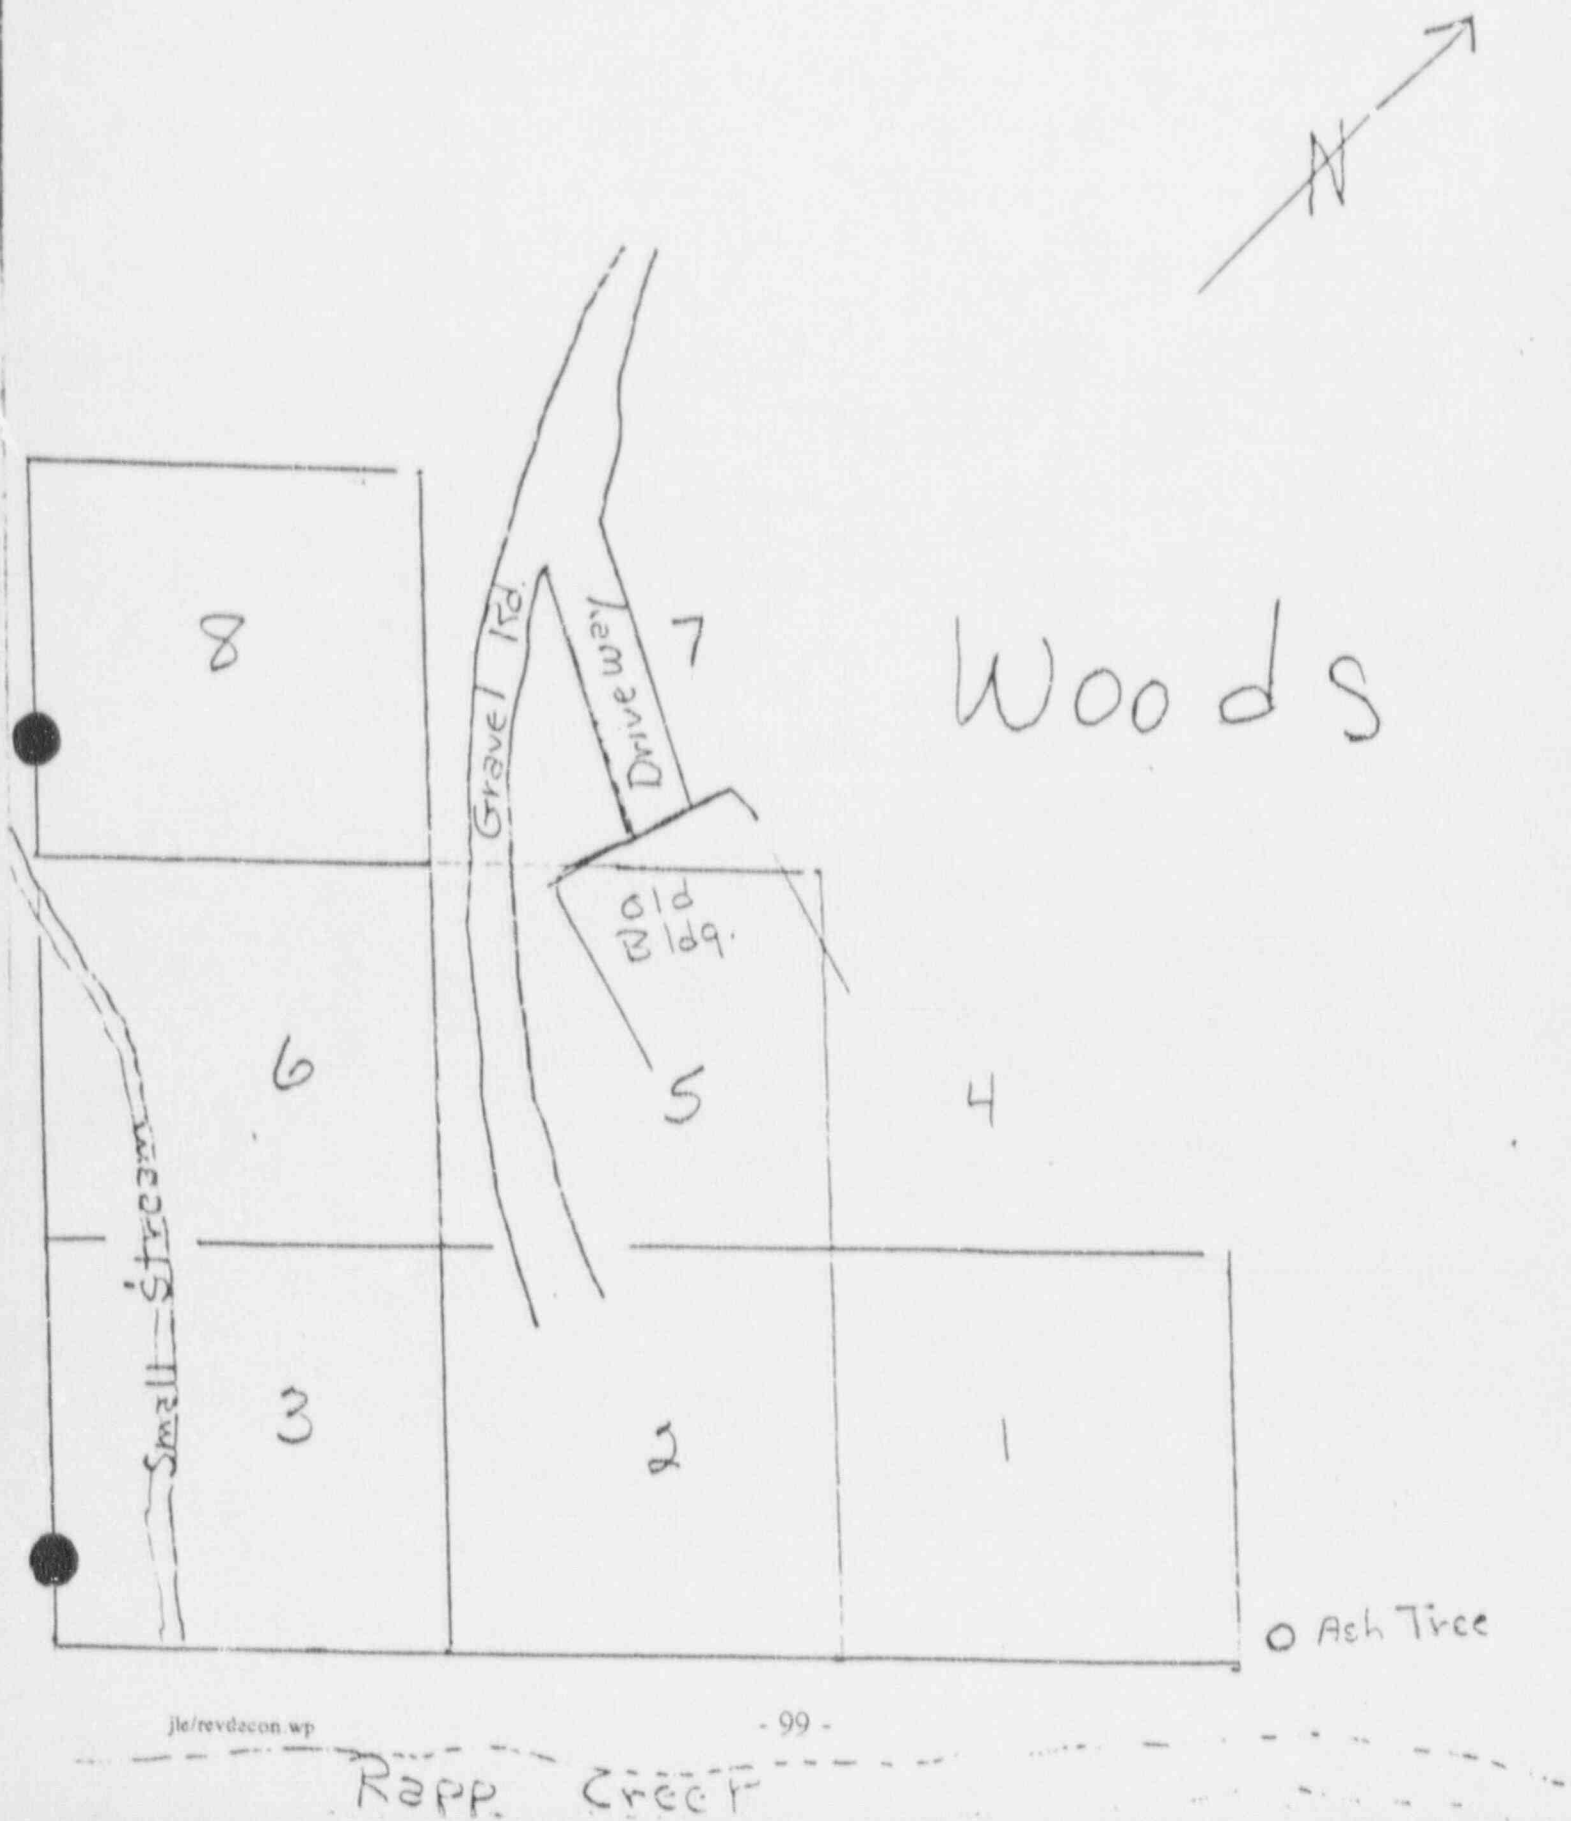 N
8
Gravel Rd.
Driveway
7
Woods
Old
Bldg.
6
5
4
Small Stream
3
2
1
Ash Tree
jle/revdecon.wp
- 99 -
Rapp Creek